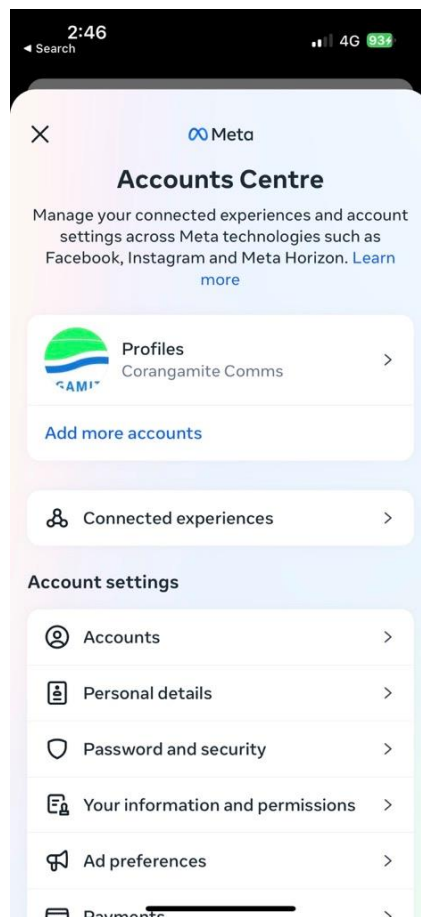 2:46
◀ Search
4G 93
Meta
Accounts Centre
Manage your connected experiences and account
settings across Meta technologies such as
Facebook, Instagram and Meta Horizon. Learn
more
Profiles
Corangamite Comms
GAMIT
Add more accounts
Connected experiences
Account settings
Accounts
Personal details
Password and security
Your information and permissions
Ad preferences
Payments